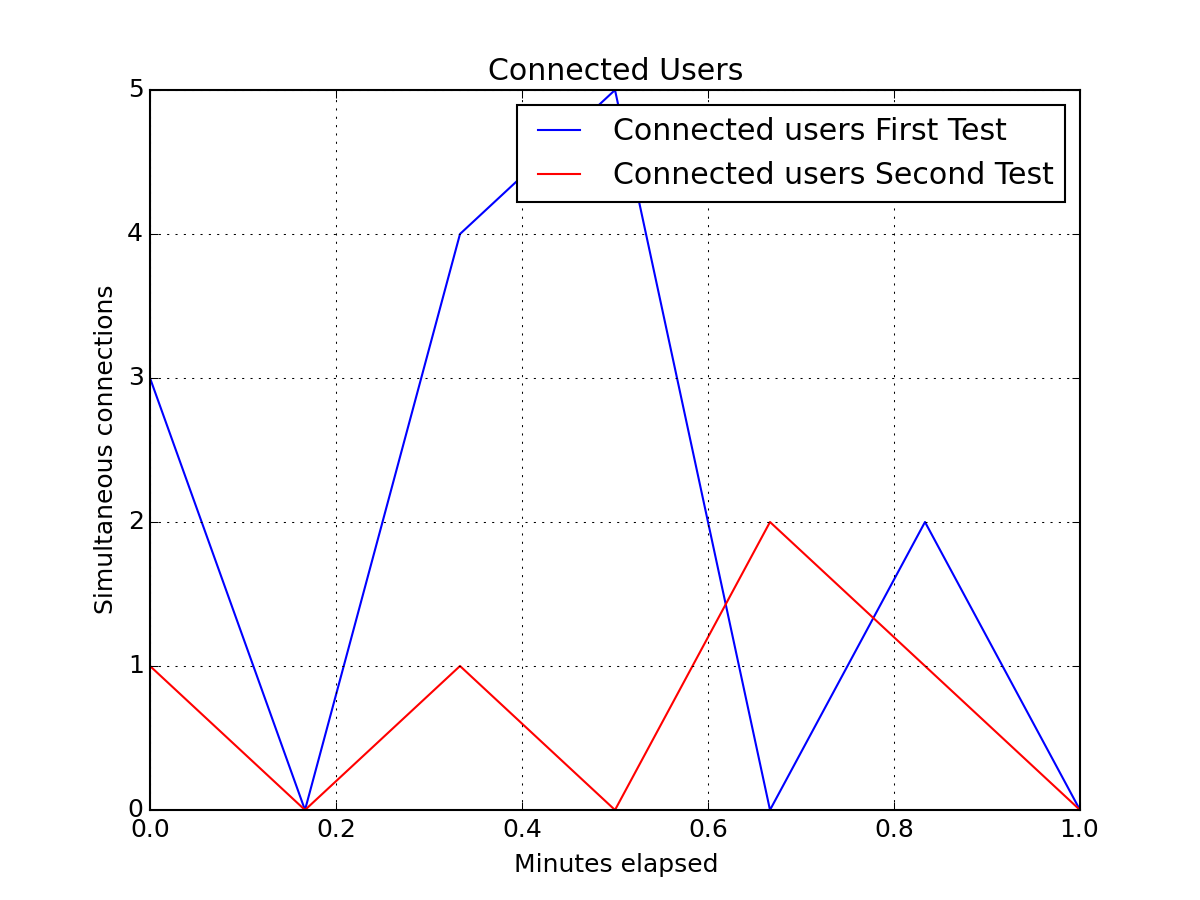 Connected Users
Connected users First Test
Connected users Second Test
5
4
3
2
1
0
Simultaneous connections
0.0 0.2 0.4 0.6 0.8 1.0
Minutes elapsed